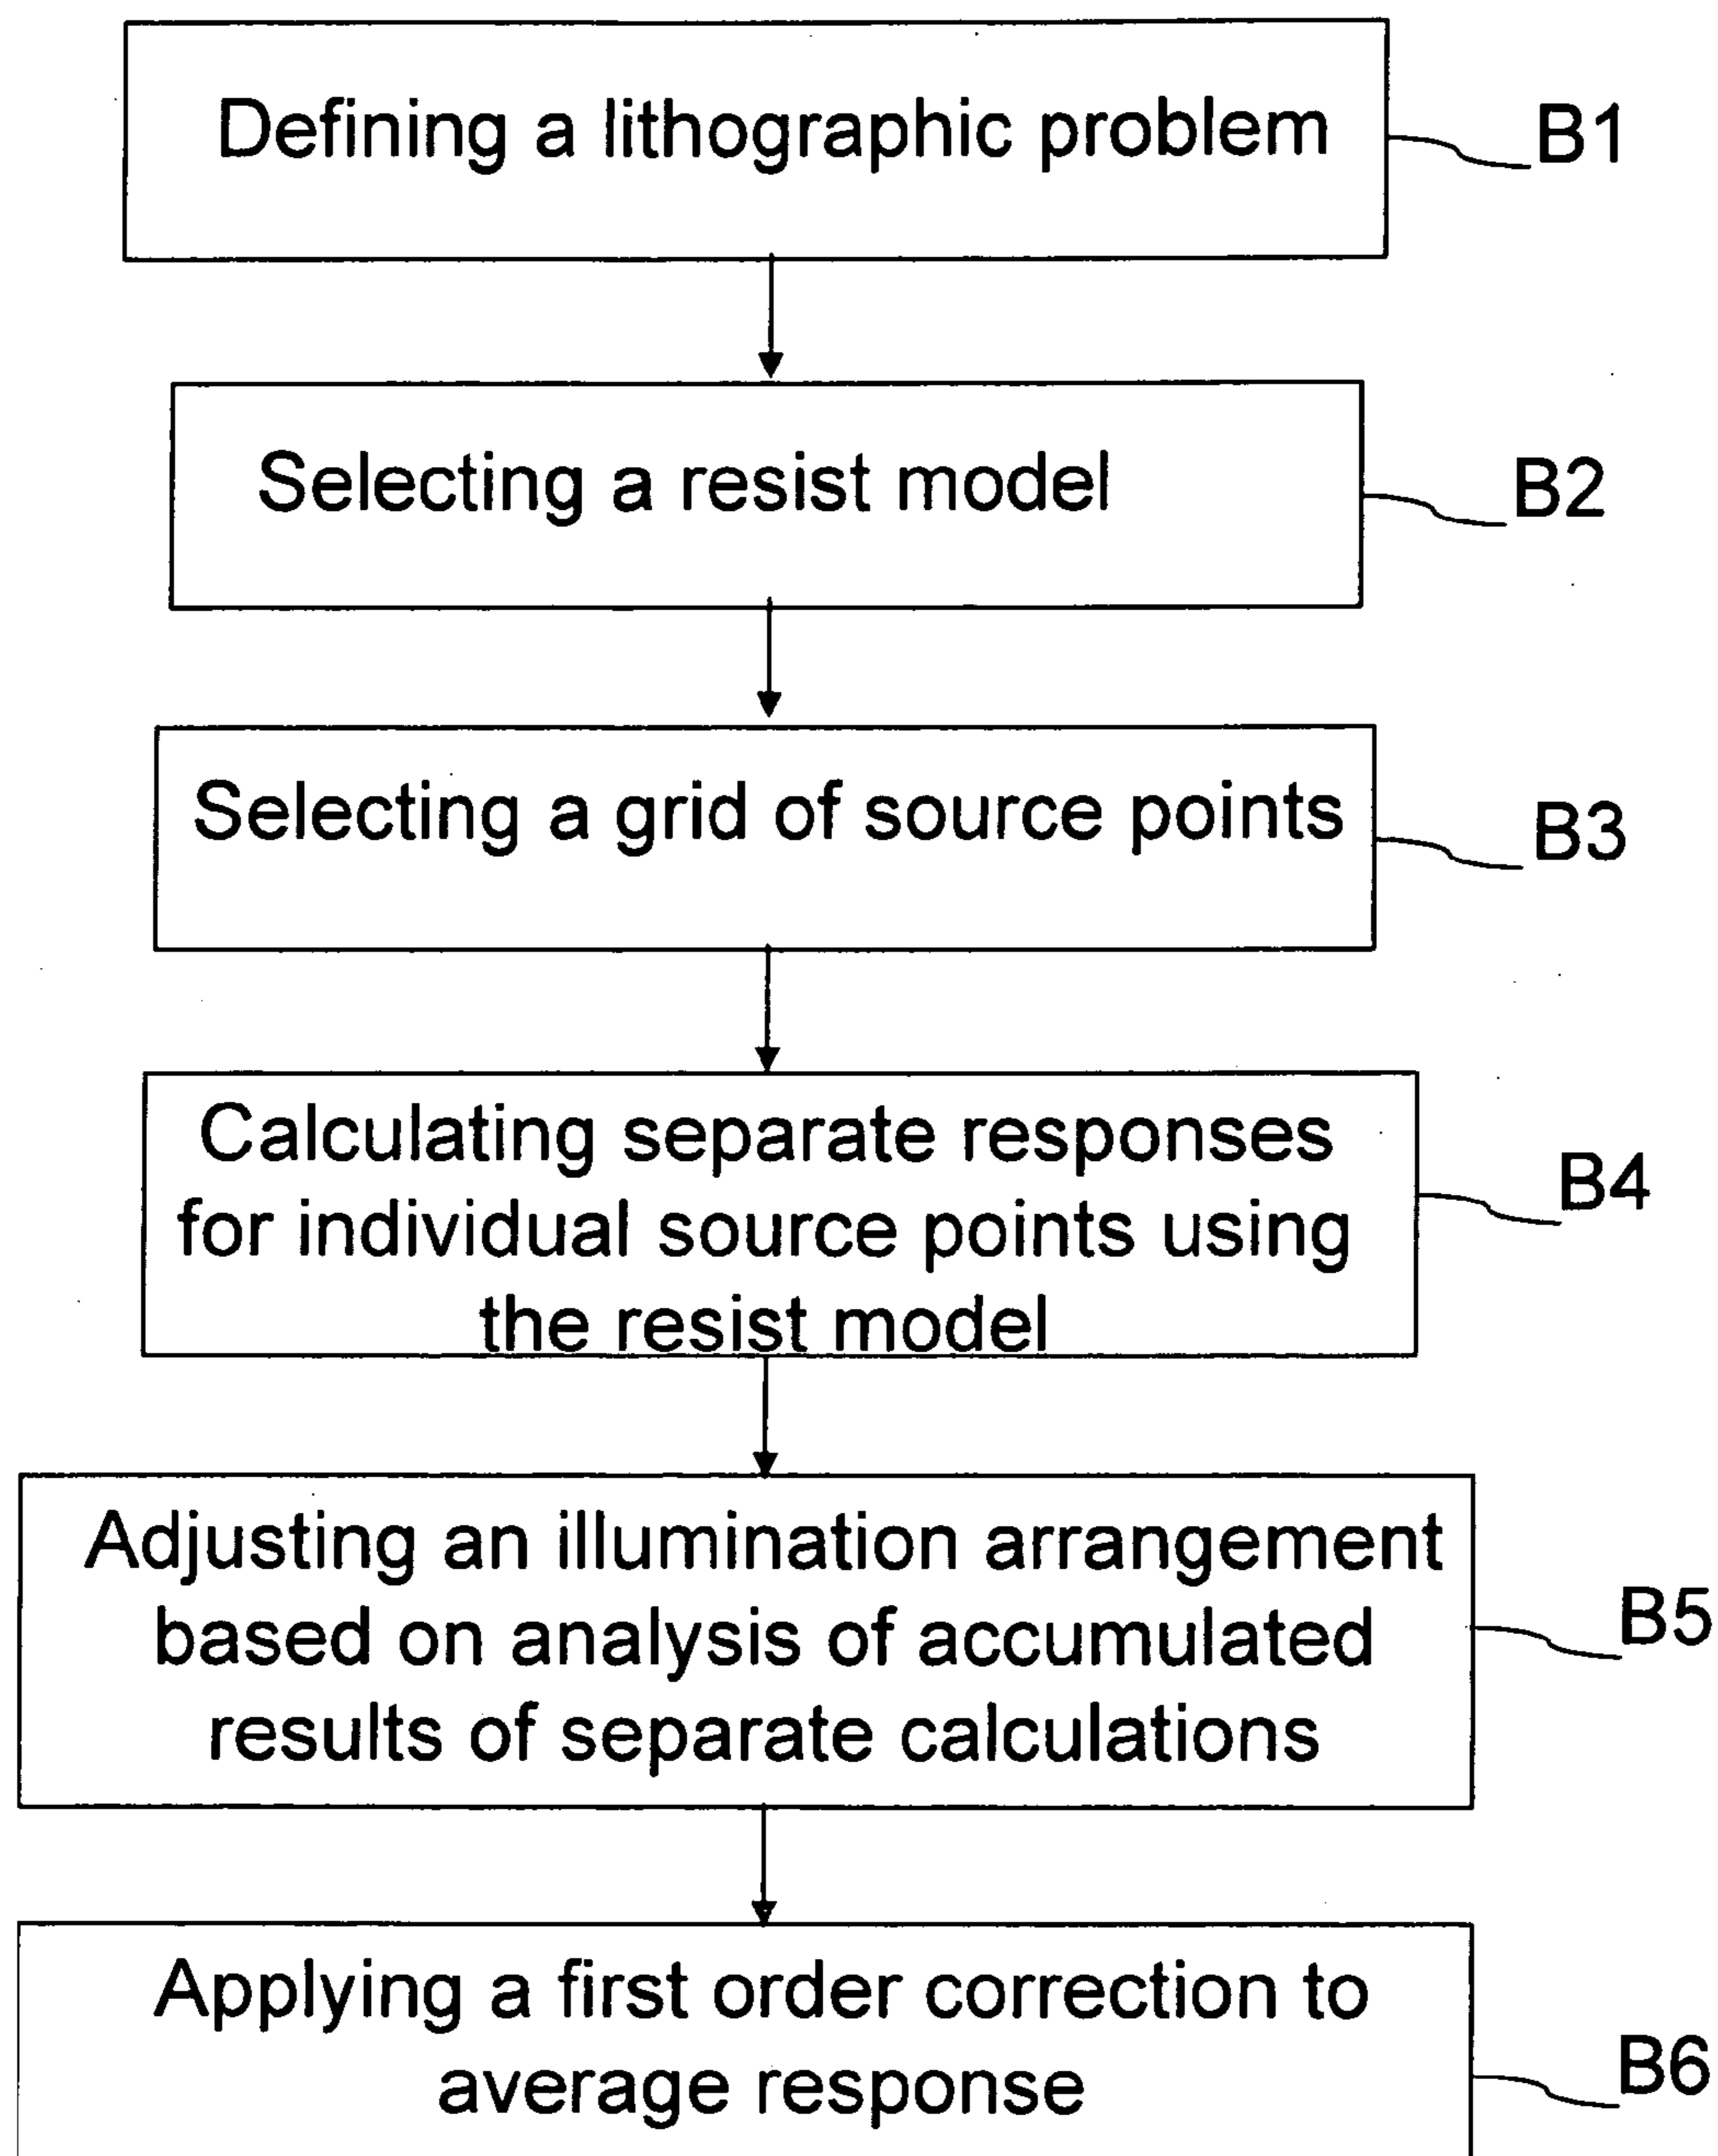 Defining a lithographic problem
B1
Selecting a resist model
B2
Selecting a grid of source points
B3
Calculating separate responses
for individual source points using
the resist model
B4
Adjusting an illumination arrangement
based on analysis of accumulated
results of separate calculations
B5
Applying a first order correction to
average response
B6